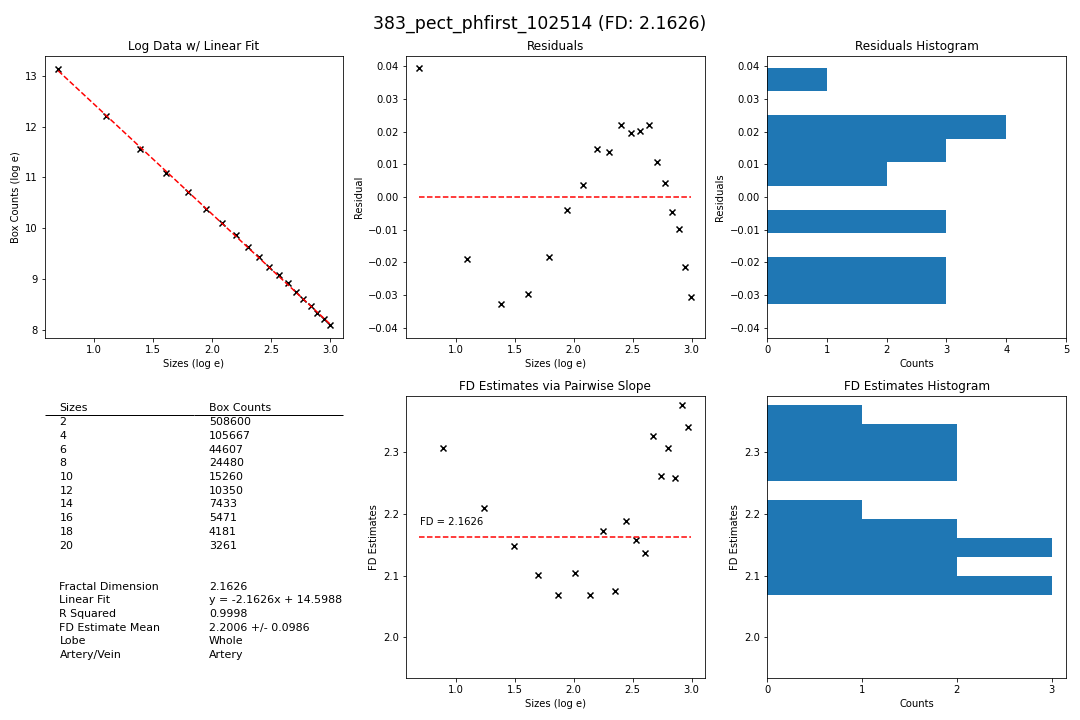 383_pect_phfirst_102514 (FD: 2.1626)
Log Data w/ Linear Fit
Box Counts (log e)
13
12
11
10
9
8
1.0 1.5 2.0 2.5 3.0
Sizes (log e)
Residuals
Residual
0.04
0.03
0.02
0.01
0.00
−0.01
−0.02
−0.03
−0.04
1.0 1.5 2.0 2.5 3.0
Sizes (log e)
Residuals Histogram
Residuals
0.04
0.03
0.02
0.01
0.00
−0.01
−0.02
−0.03
−0.04
0 1 2 3 4 5
Counts
Sizes Box Counts
2 508600
4 105667
6 44607
8 24480
10 15260
12 10350
14 7433
16 5471
18 4181
20 3261
Fractal Dimension 2.1626
Linear Fit y = -2.1626x + 14.5988
R Squared 0.9998
FD Estimate Mean 2.2006 +/- 0.0986
Lobe Whole
Artery/Vein Artery
FD Estimates via Pairwise Slope
FD Estimates
2.3
2.2
2.1
2.0
FD = 2.1626
1.0 1.5 2.0 2.5 3.0
Sizes (log e)
FD Estimates Histogram
FD Estimates
2.3
2.2
2.1
2.0
0 1 2 3
Counts